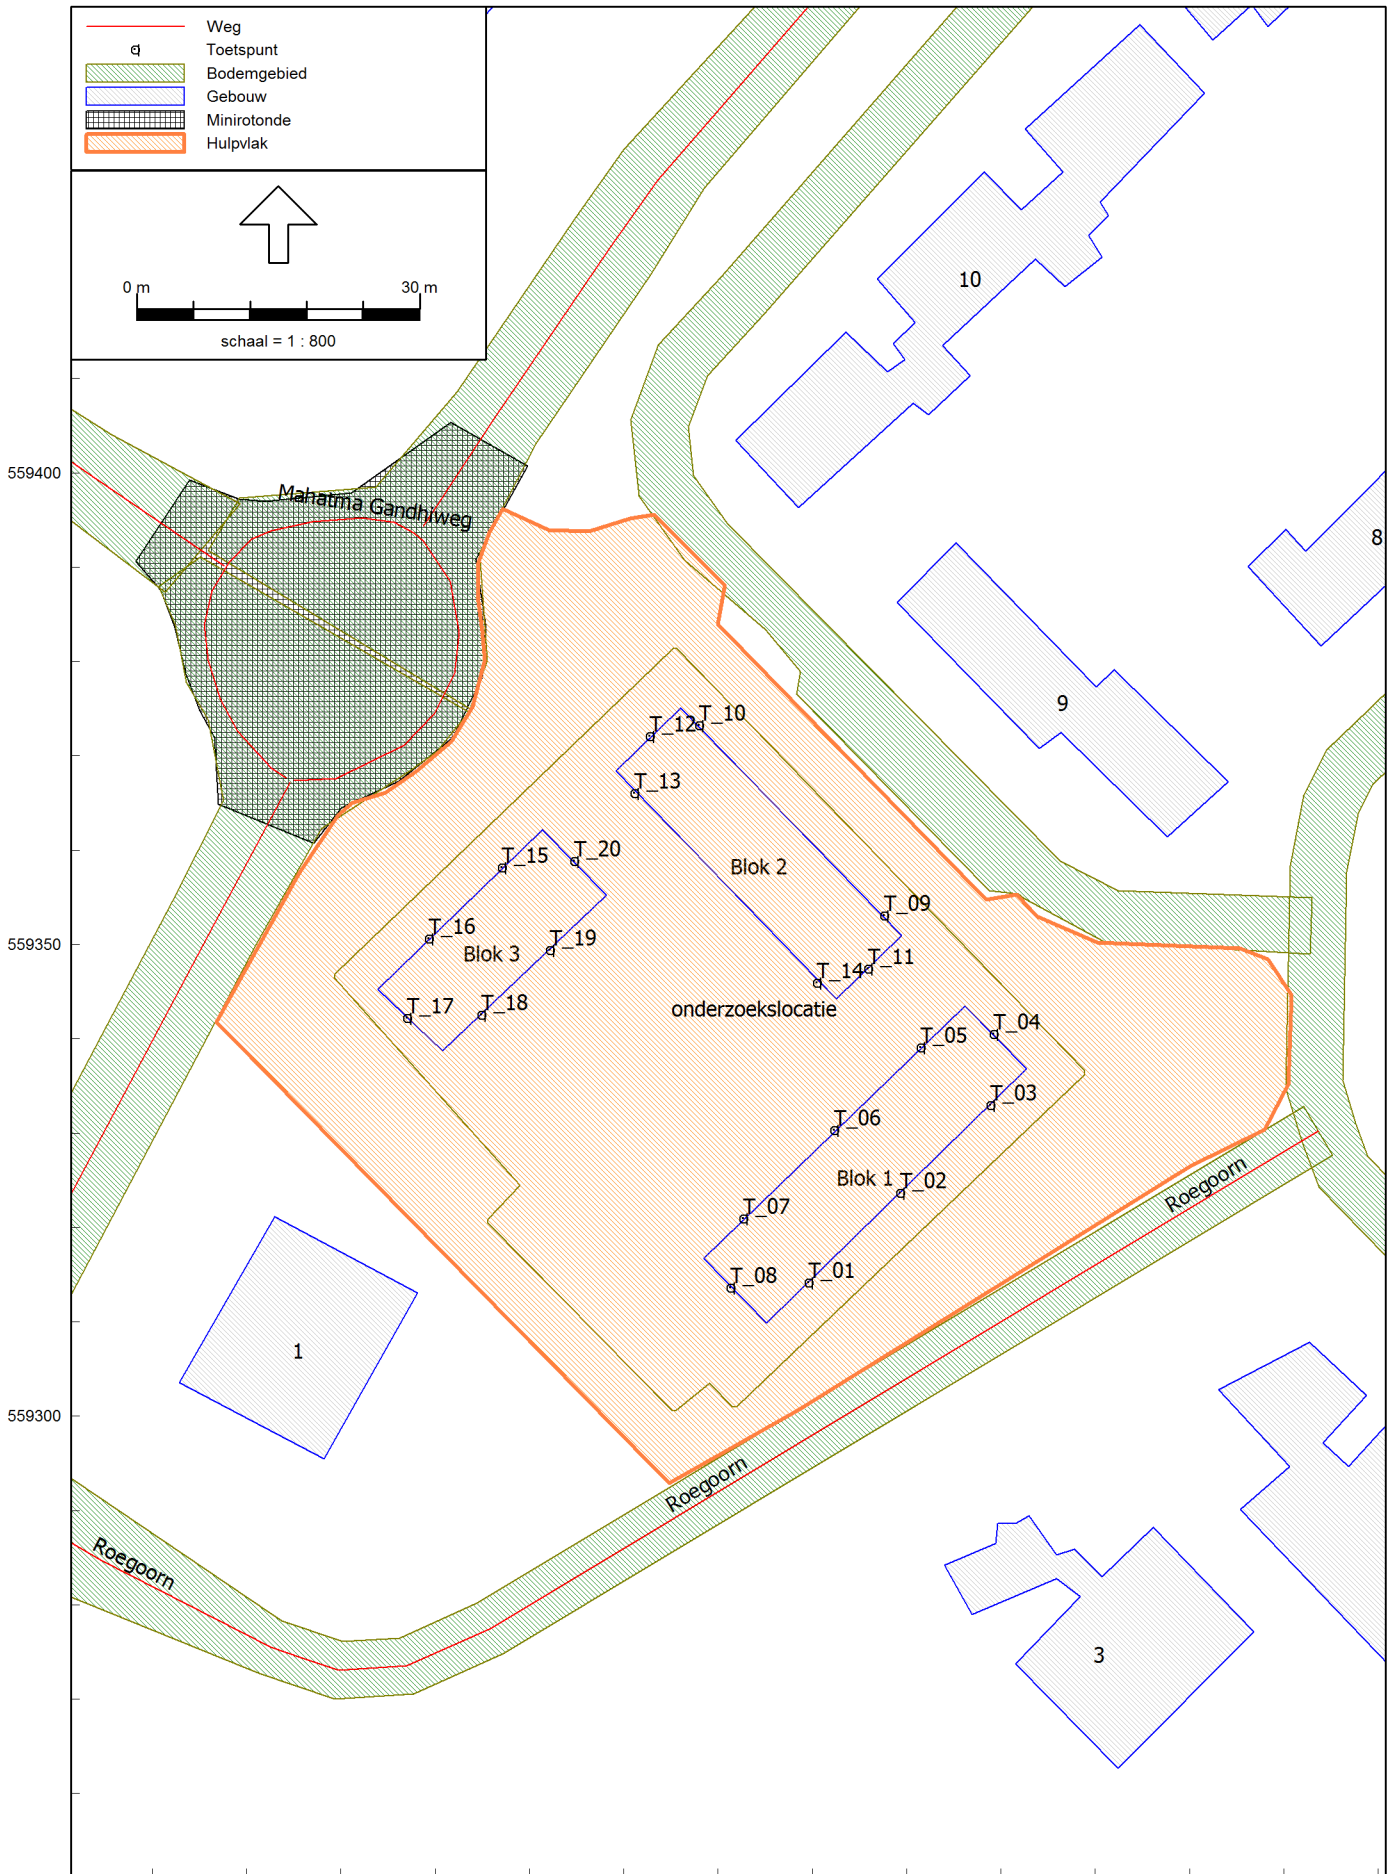 Weg
Toetspunt
Bodemgebied
Gebouw
Minirotonde
Hulpvlak
0 m 30 m
schaal = 1 : 800
10
559400
Mahatma Gandhiweg
8
9
T_12
T_10
T_13
T_15
T_20
Blok 2
T_09
559350
T_16
Blok 3
T_19
T_14
T_11
T_17
T_18
onderzoekslocatie
T_05
T_04
T_03
T_06
Blok 1
T_02
Roegoorn
T_07
T_08
T_01
1
559300
Roegoorn
Roegoorn
3